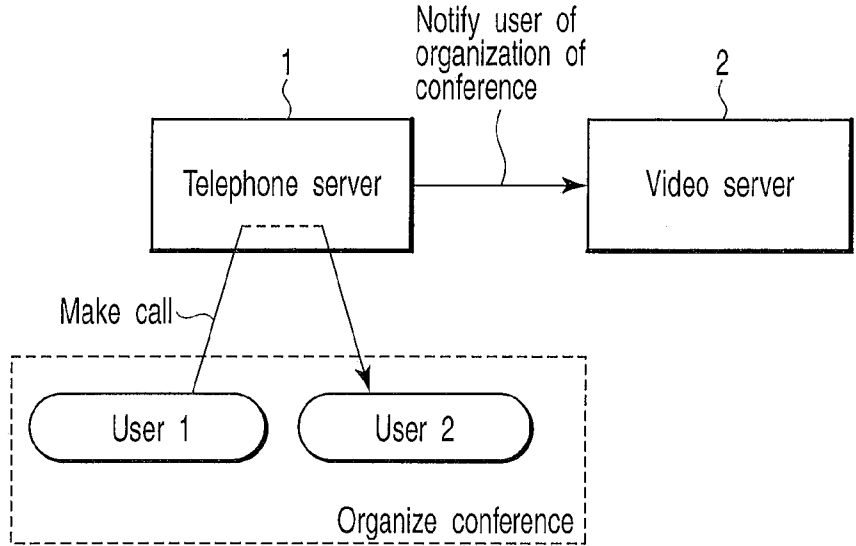 Notify user of
organization of
conference
1
2
Telephone server
Video server
Make call
User 1
User 2
Organize conference